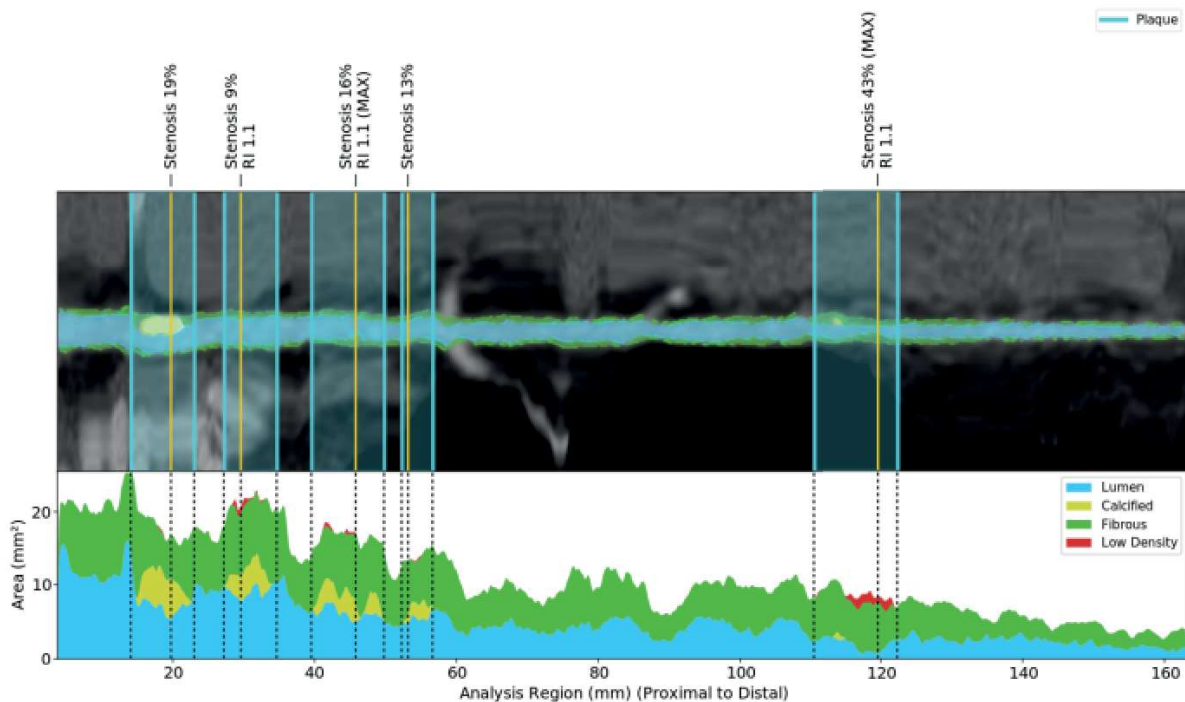 Plaque
Stenosis 19%
Stenosis 9%
RI 1.1
Stenosis 16%
RI 1.1 (MAX)
Stenosis 13%
Stenosis 43% (MAX)
RI 1.1
Area (mm²)
20
10
0
Lumen
Calcified
Fibrous
Low Density
20 40 60 80 100 120 140 160
Analysis Region (mm) (Proximal to Distal)